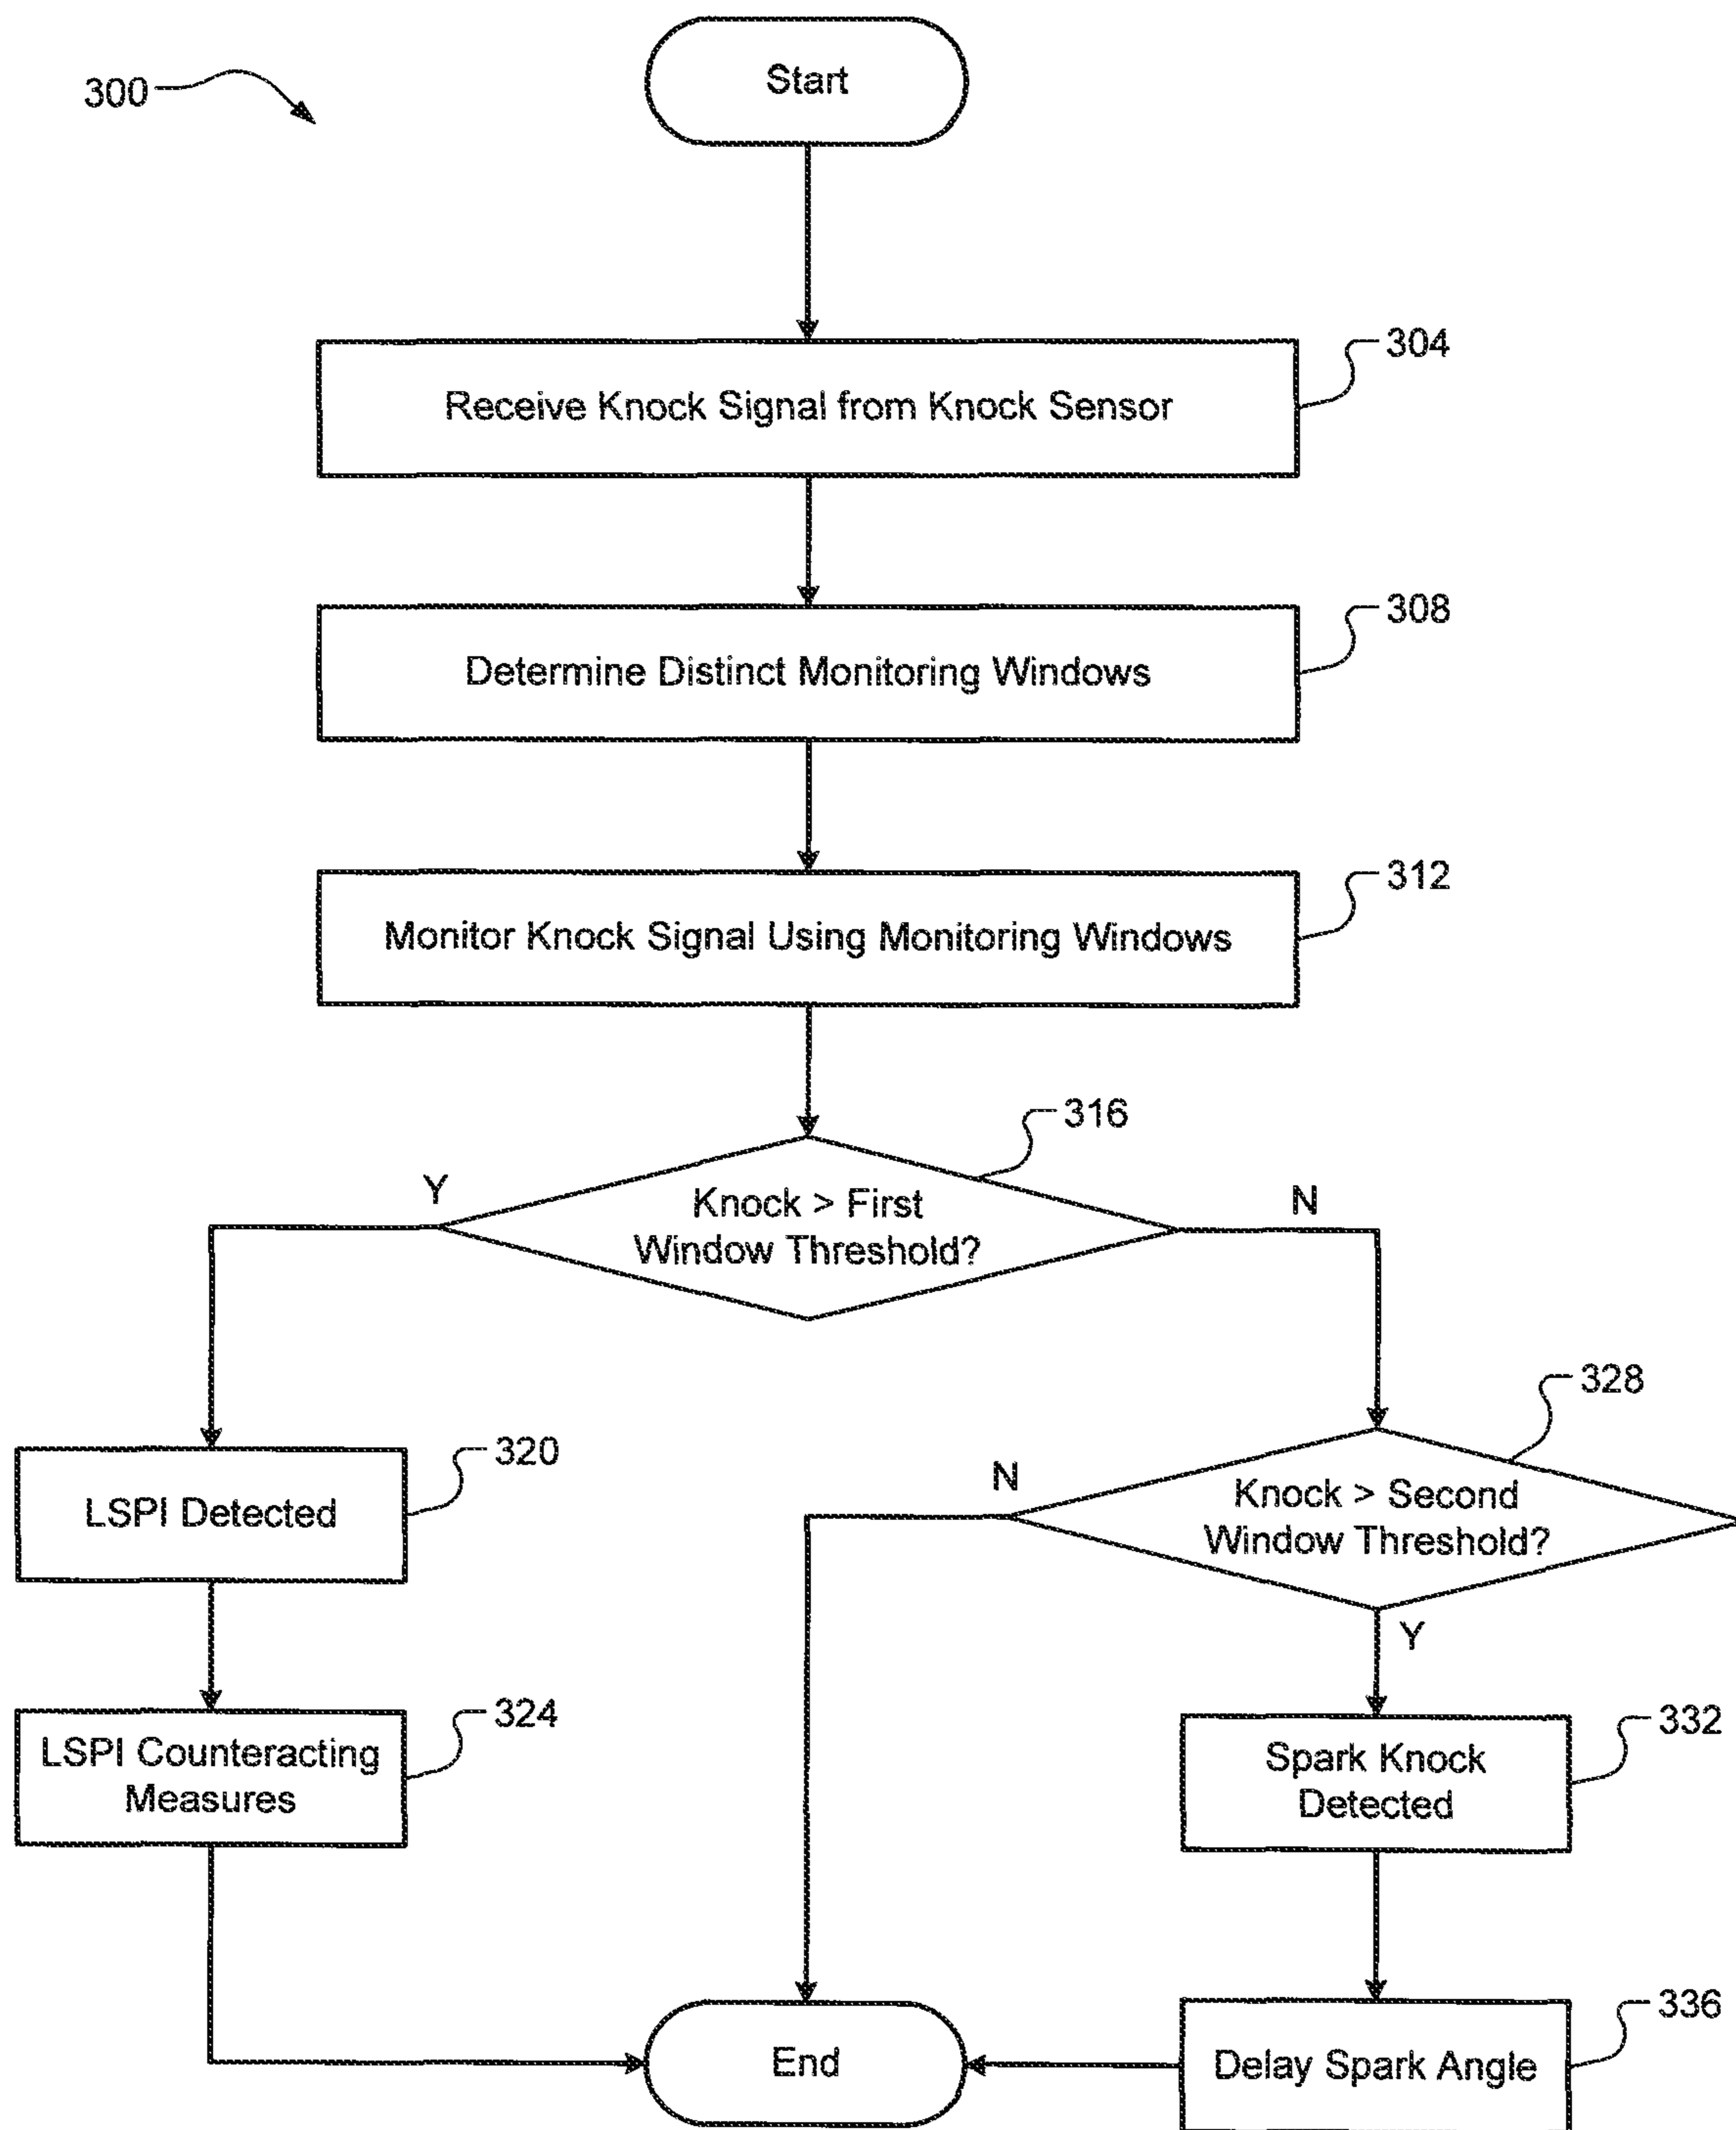 Start
300
Receive Knock Signal from Knock Sensor
304
Determine Distinct Monitoring Windows
308
Monitor Knock Signal Using Monitoring Windows
312
316
Y
Knock > First
Window Threshold?
N
328
320
LSPI Detected
N
Knock > Second
Window Threshold?
Y
324
LSPI Counteracting
Measures
332
Spark Knock
Detected
End
336
Delay Spark Angle